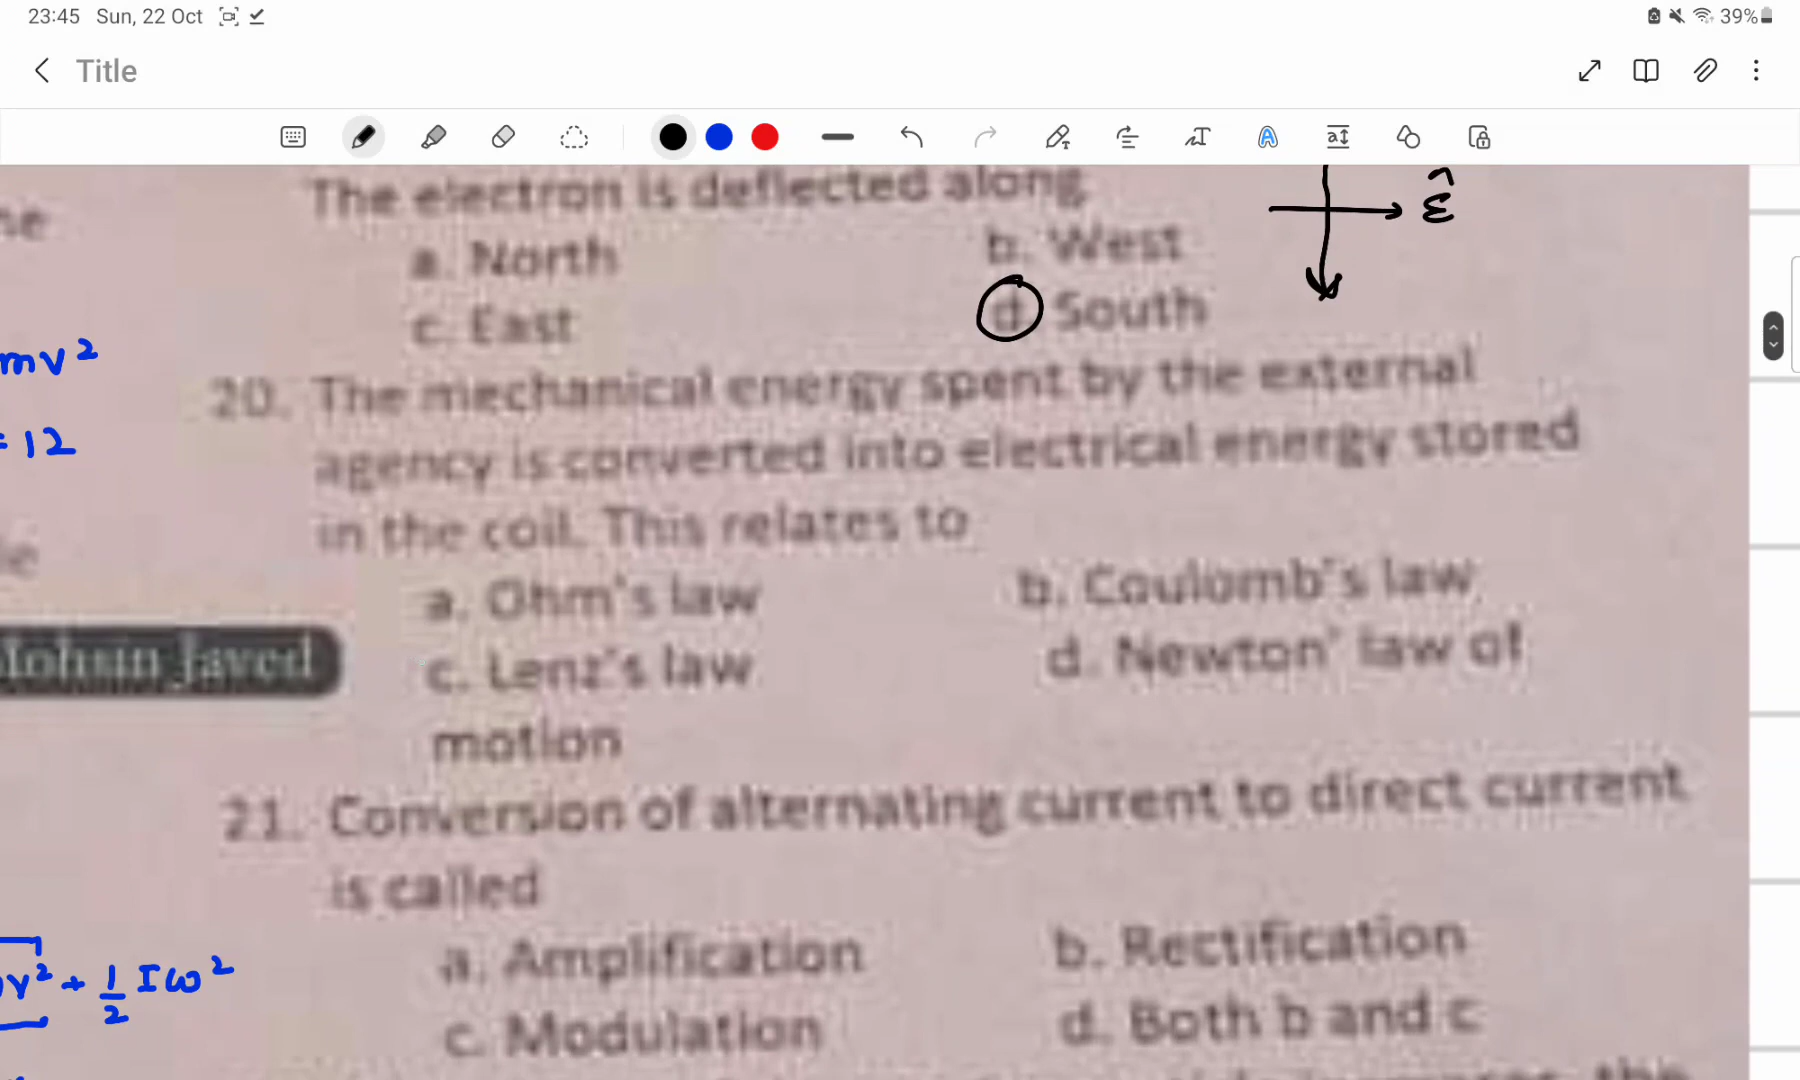 23:45 Sun, 22 Oct 39%
Title
The electron is deflected along
a. North b. West
c. East d. South
ε̂
mv²
= 12
20. The mechanical energy spent by the external
agency is converted into electrical energy stored
in the coil. This relates to
a. Ohm's law b. Coulomb's law
c. Lenz's law d. Newton' law of
motion
Mohsin Javed
21. Conversion of alternating current to direct current
is called
a. Amplification b. Rectification
c. Modulation d. Both b and c
v² + 1/2 Iω²